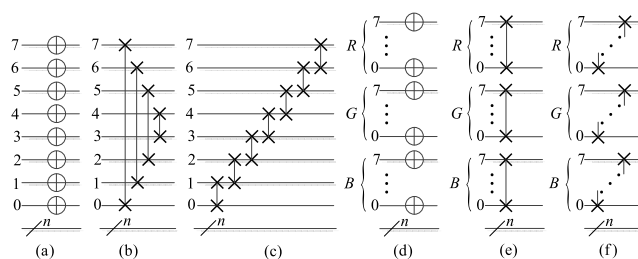 7 7 7
6 6 6
5 5 5
4 4 4
3 3 3
2 2 2
1 1 1
0 0 0
n n n
R { 7 R { 7 R { 7
0 0 0
G { 7 G { 7 G { 7
0 0 0
B { 7 B { 7 B { 7
0 0 0
n n n
(a) (b) (c) (d) (e) (f)